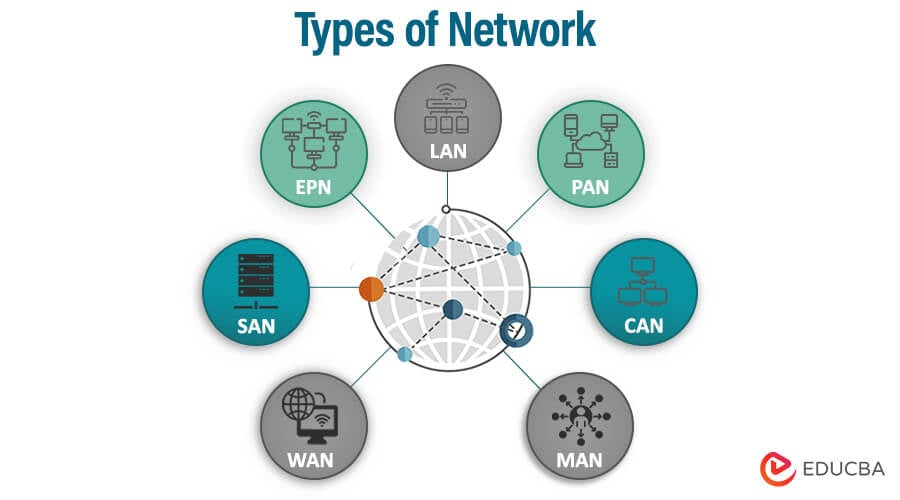 Types of Network
LAN
EPN
PAN
SAN
CAN
WAN
MAN
EDUCBA